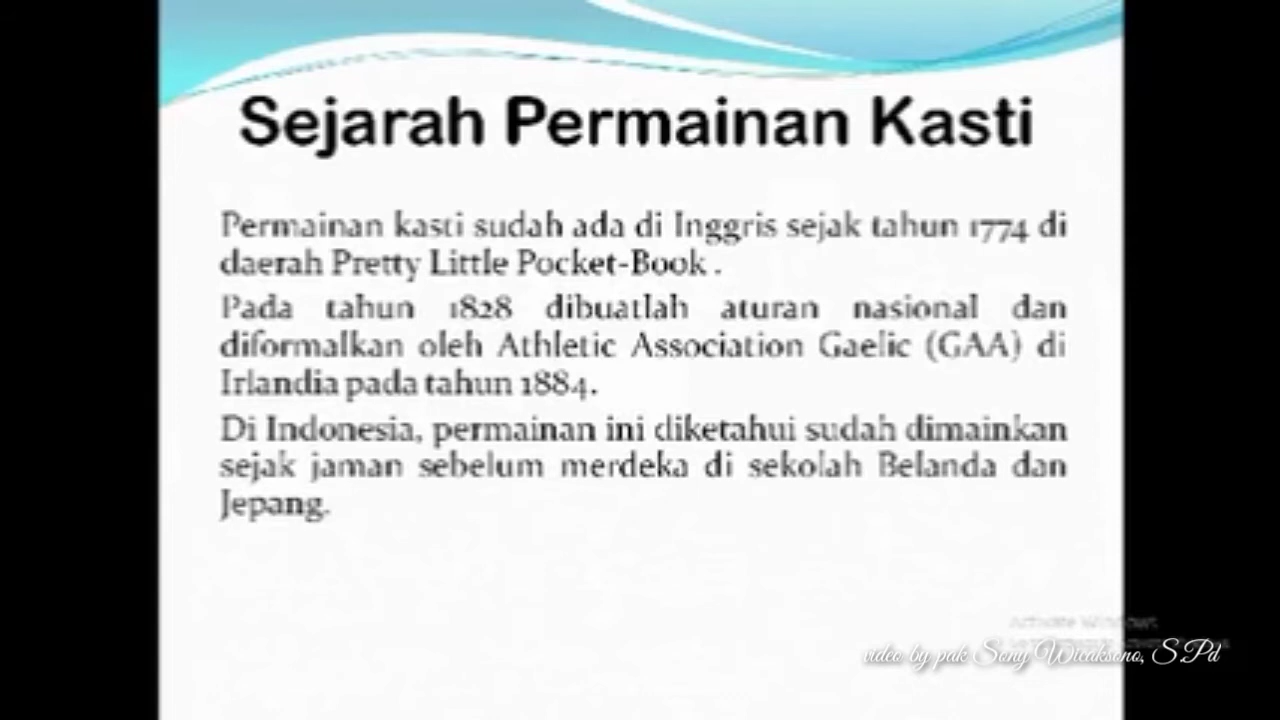 Sejarah Permainan Kasti
Permainan kasti sudah ada di Inggris sejak tahun 1774 di
daerah Pretty Little Pocket-Book .
Pada tahun 1828 dibuatlah aturan nasional dan
diformalkan oleh Athletic Association Gaelic (GAA) di
Irlandia pada tahun 1884.
Di Indonesia, permainan ini diketahui sudah dimainkan
sejak jaman sebelum merdeka di sekolah Belanda dan
Jepang.
Activate Windows
video by pak Sony Wicaksono, S.Pd